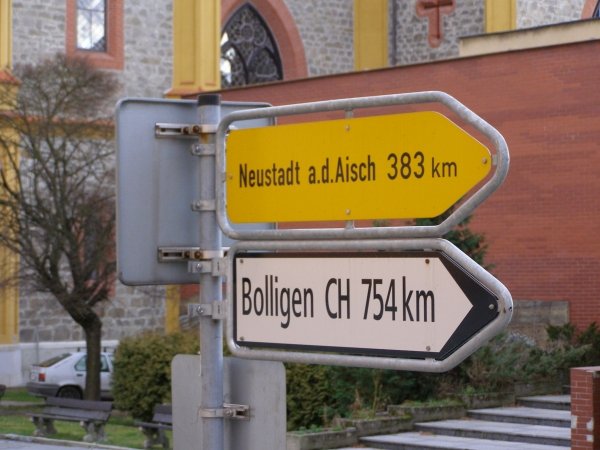 Neustadt a.d.Aisch 383 km
Bolligen CH 754 km